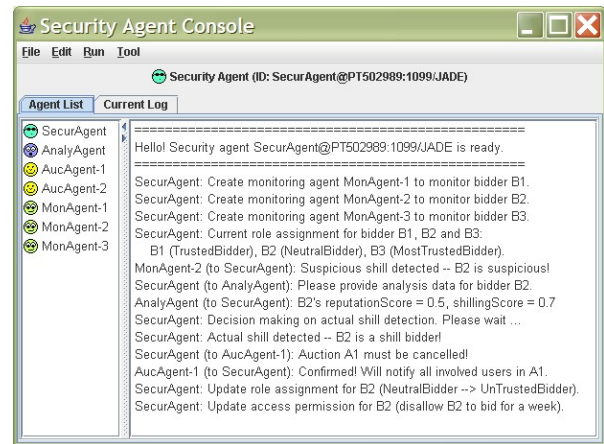 Security Agent Console
File Edit Run Tool
Security Agent (ID: SecurAgent@PT502989:1099/JADE)
Agent List Current Log
SecurAgent
AnalyAgent
AucAgent-1
AucAgent-2
MonAgent-1
MonAgent-2
MonAgent-3
====================================================
Hello! Security agent SecurAgent@PT502989:1099/JADE is ready.
====================================================
SecurAgent: Create monitoring agent MonAgent-1 to monitor bidder B1.
SecurAgent: Create monitoring agent MonAgent-2 to monitor bidder B2.
SecurAgent: Create monitoring agent MonAgent-3 to monitor bidder B3.
SecurAgent: Current role assignment for bidder B1, B2 and B3:
B1 (TrustedBidder), B2 (NeutralBidder), B3 (MostTrustedBidder).
MonAgent-2 (to SecurAgent): Suspicious shill detected -- B2 is suspicious!
SecurAgent (to AnalyAgent): Please provide analysis data for bidder B2.
AnalyAgent (to SecurAgent): B2's reputationScore = 0.5, shillingScore = 0.7
SecurAgent: Decision making on actual shill detection. Please wait ...
SecurAgent: Actual shill detected -- B2 is a shill bidder!
SecurAgent (to AucAgent-1): Auction A1 must be cancelled!
AucAgent-1 (to SecurAgent): Confirmed! Will notify all involved users in A1.
SecurAgent: Update role assignment for B2 (NeutralBidder --> UnTrustedBidder).
SecurAgent: Update access permission for B2 (disallow B2 to bid for a week).